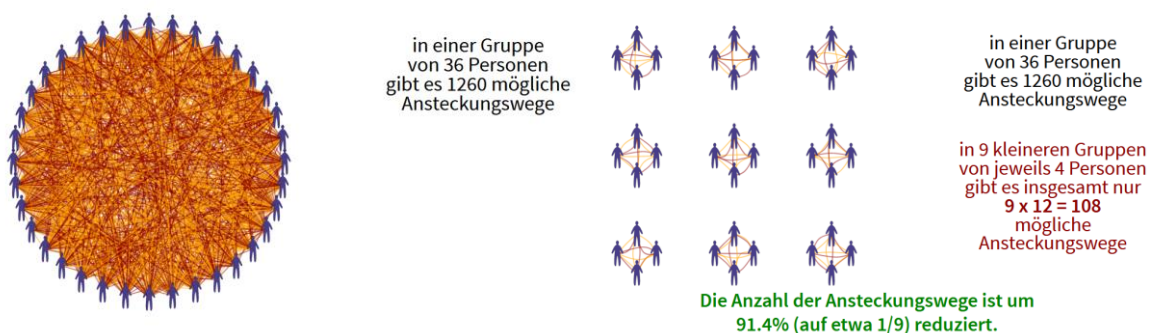 in einer Gruppe
von 36 Personen
gibt es 1260 mögliche
Ansteckungswege
in einer Gruppe
von 36 Personen
gibt es 1260 mögliche
Ansteckungswege
in 9 kleineren Gruppen
von jeweils 4 Personen
gibt es insgesamt nur
9 x 12 = 108
mögliche
Ansteckungswege
Die Anzahl der Ansteckungswege ist um
91.4% (auf etwa 1/9) reduziert.